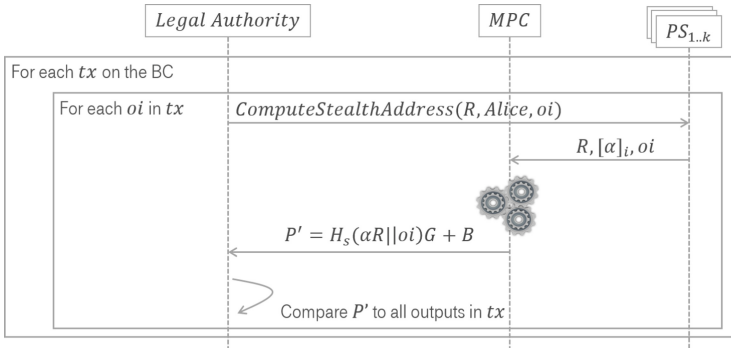 Legal Authority
MPC
PS₁..ₖ
For each tx on the BC
For each oi in tx
ComputeStealthAddress(R, Alice, oi)
R, [α]ᵢ, oi
P′ = Hₛ(αR||oi)G + B
Compare P′ to all outputs in tx